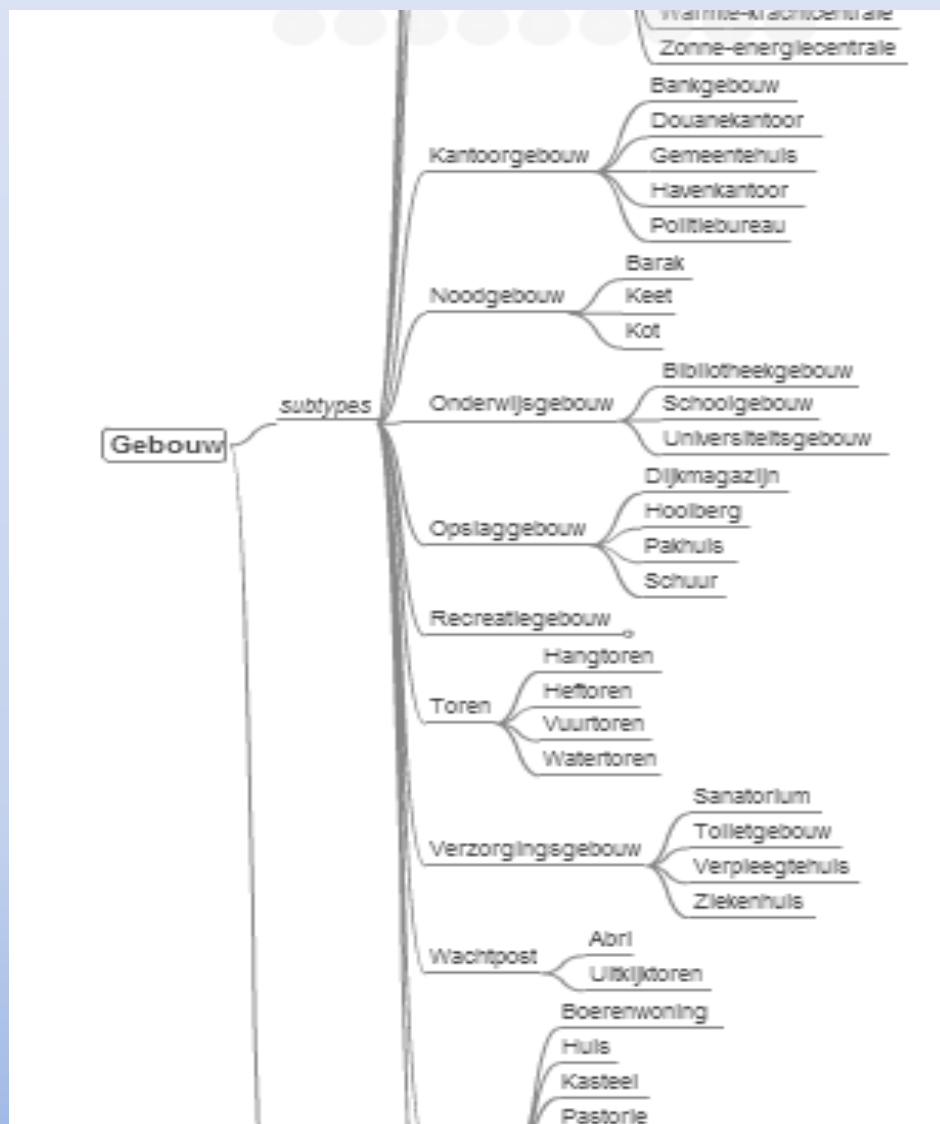 Warmte-krachtcentrale
Zonne-energiecentrale
Bankgebouw
Douanekantoor
Kantoorgebouw
Gemeentehuis
Havenkantoor
Politiebureau
Barak
Noodgebouw
Keet
Kot
Bibliotheekgebouw
subtypes
Onderwijsgebouw
Schoolgebouw
Gebouw
Universiteitsgebouw
Dijkmagazijn
Hooiberg
Opslaggebouw
Pakhuis
Schuur
Recreatiegebouw
Hangtoren
Heftoren
Toren
Vuurtoren
Watertoren
Sanatorium
Toiletgebouw
Verzorgingsgebouw
Verpleegtehuis
Ziekenhuis
Abri
Wachtpost
Uitkijktoren
Boerenwoning
Huis
Kasteel
Pastorie